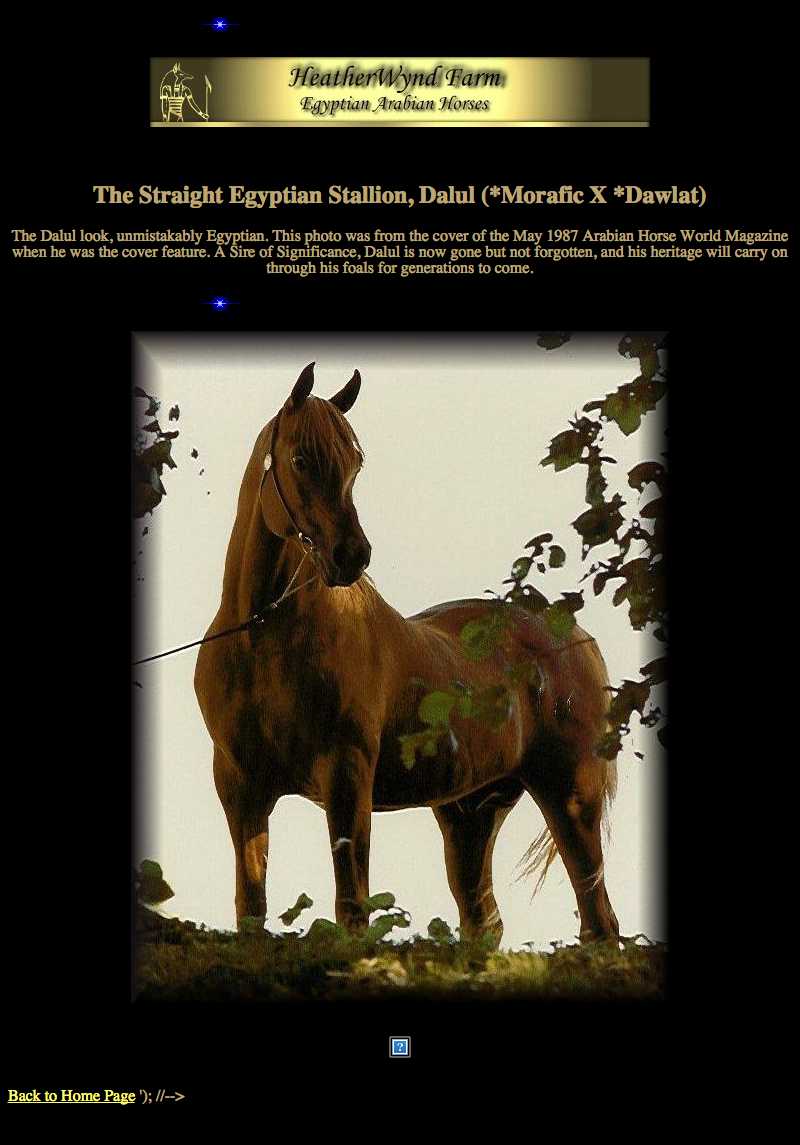 HeatherWynd Farm
Egyptian Arabian Horses
The Straight Egyptian Stallion, Dalul (*Morafic X *Dawlat)
The Dalul look, unmistakably Egyptian. This photo was from the cover of the May 1987 Arabian Horse World Magazine
when he was the cover feature. A Sire of Significance, Dalul is now gone but not forgotten, and his heritage will carry on
through his foals for generations to come.
?
Back to Home Page '); //-->